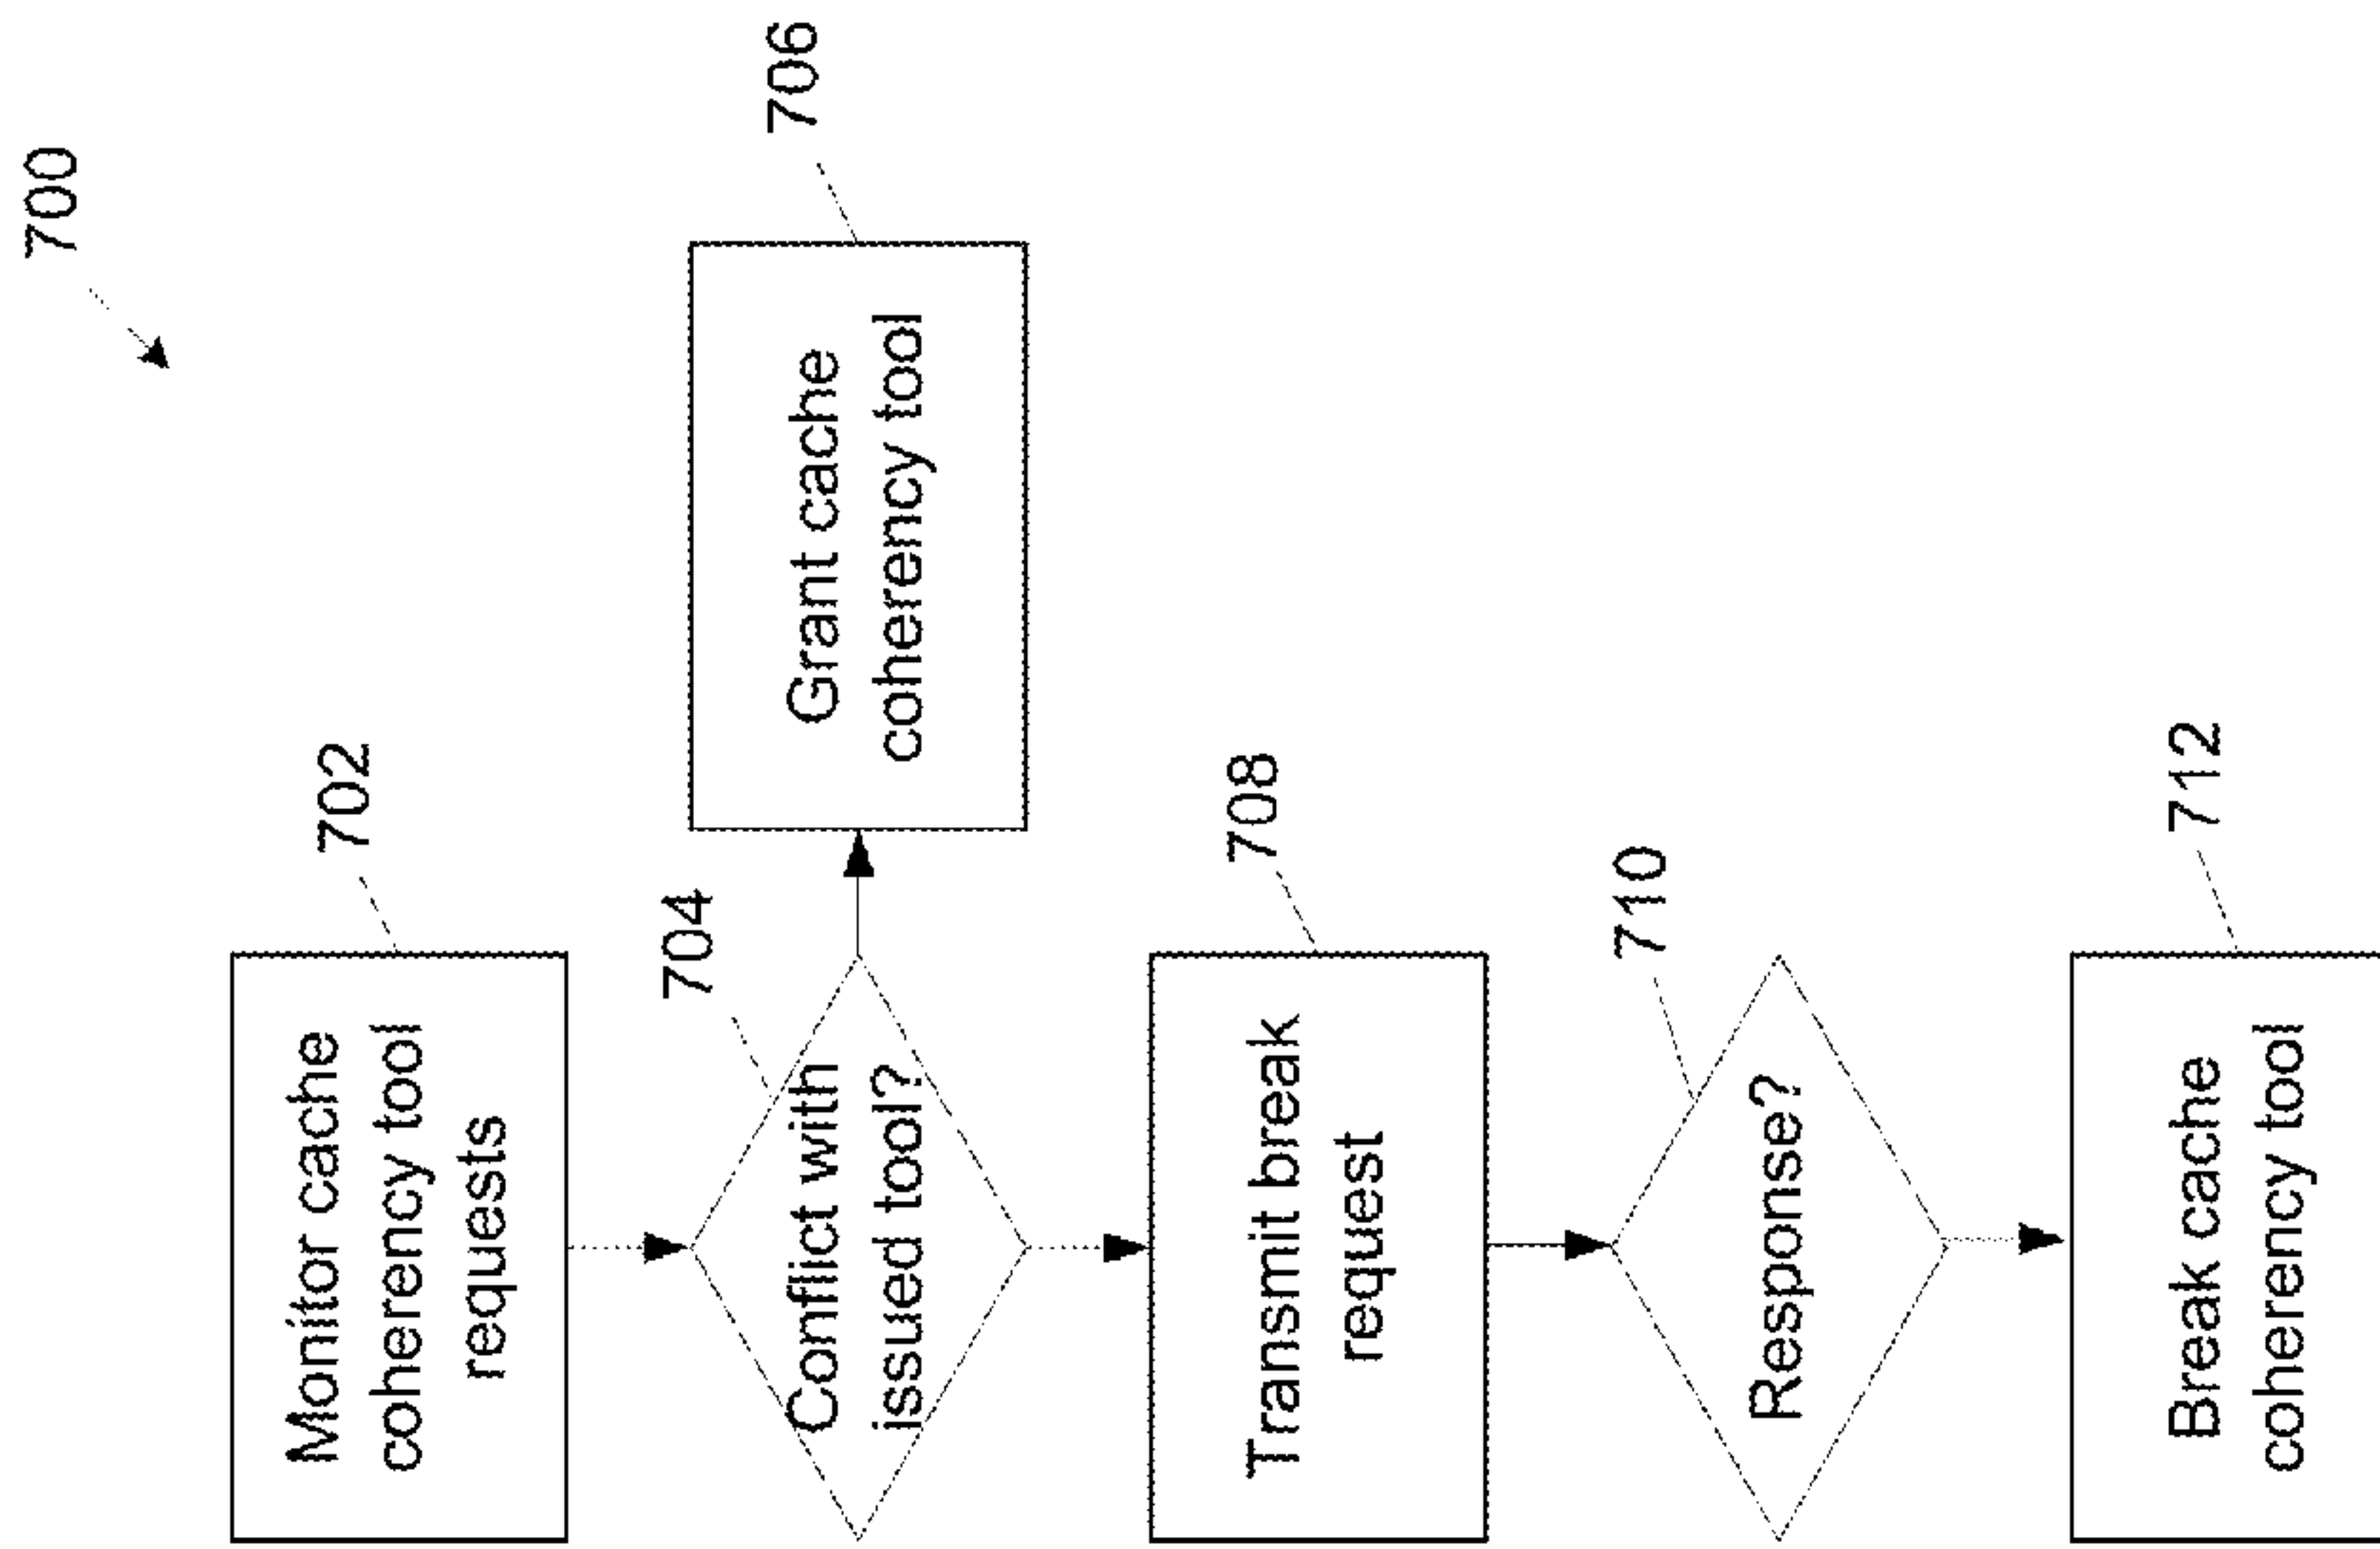 700
702
Monitor cache
coherency tool
requests
704
Conflict with
issued tool?
706
Grant cache
coherency tool
708
Transmit break
request
710
Response?
712
Break cache
coherency tool